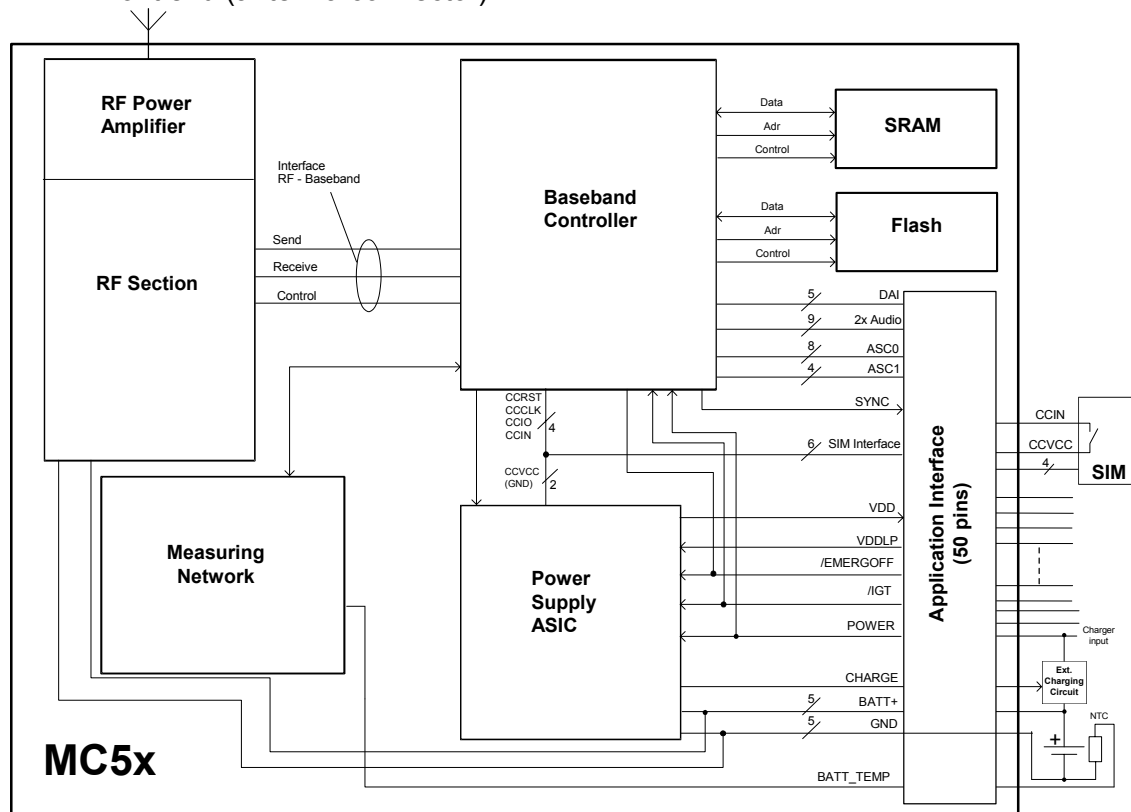 RF Power
Amplifier
RF Section
Interface
RF - Baseband
Send
Receive
Control
Baseband
Controller
Data
Adr
Control
SRAM
Data
Adr
Control
Flash
5
DAI
9
2x Audio
8
ASC0
4
ASC1
SYNC
CCRST
CCCLK
CCIO
CCIN
4
6
SIM Interface
CCVCC
(GND)
2
CCIN
CCVCC
4
SIM
Measuring
Network
Power
Supply
ASIC
VDD
VDDLP
/EMERGOFF
/IGT
POWER
CHARGE
5
BATT+
5
GND
BATT_TEMP
Application Interface
(50 pins)
Charger
input
Ext.
Charging
Circuit
+
NTC
MC5x